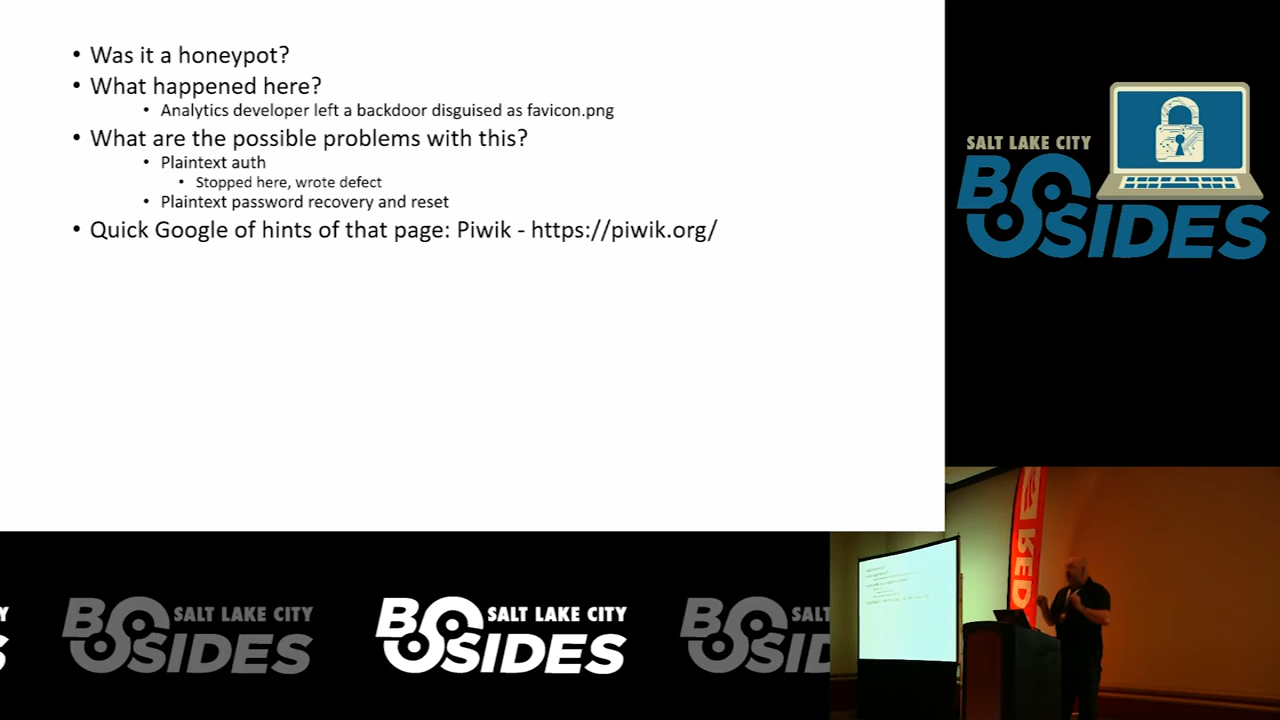 • Was it a honeypot?
• What happened here?
• Analytics developer left a backdoor disguised as favicon.png
• What are the possible problems with this?
• Plaintext auth
• Stopped here, wrote defect
• Plaintext password recovery and reset
• Quick Google of hints of that page: Piwik - https://piwik.org/
SALT LAKE CITY
BSIDES
RED
Y
S
BSIDES SALT LAKE CITY
BSIDES SALT LAKE CITY
BSID SALT